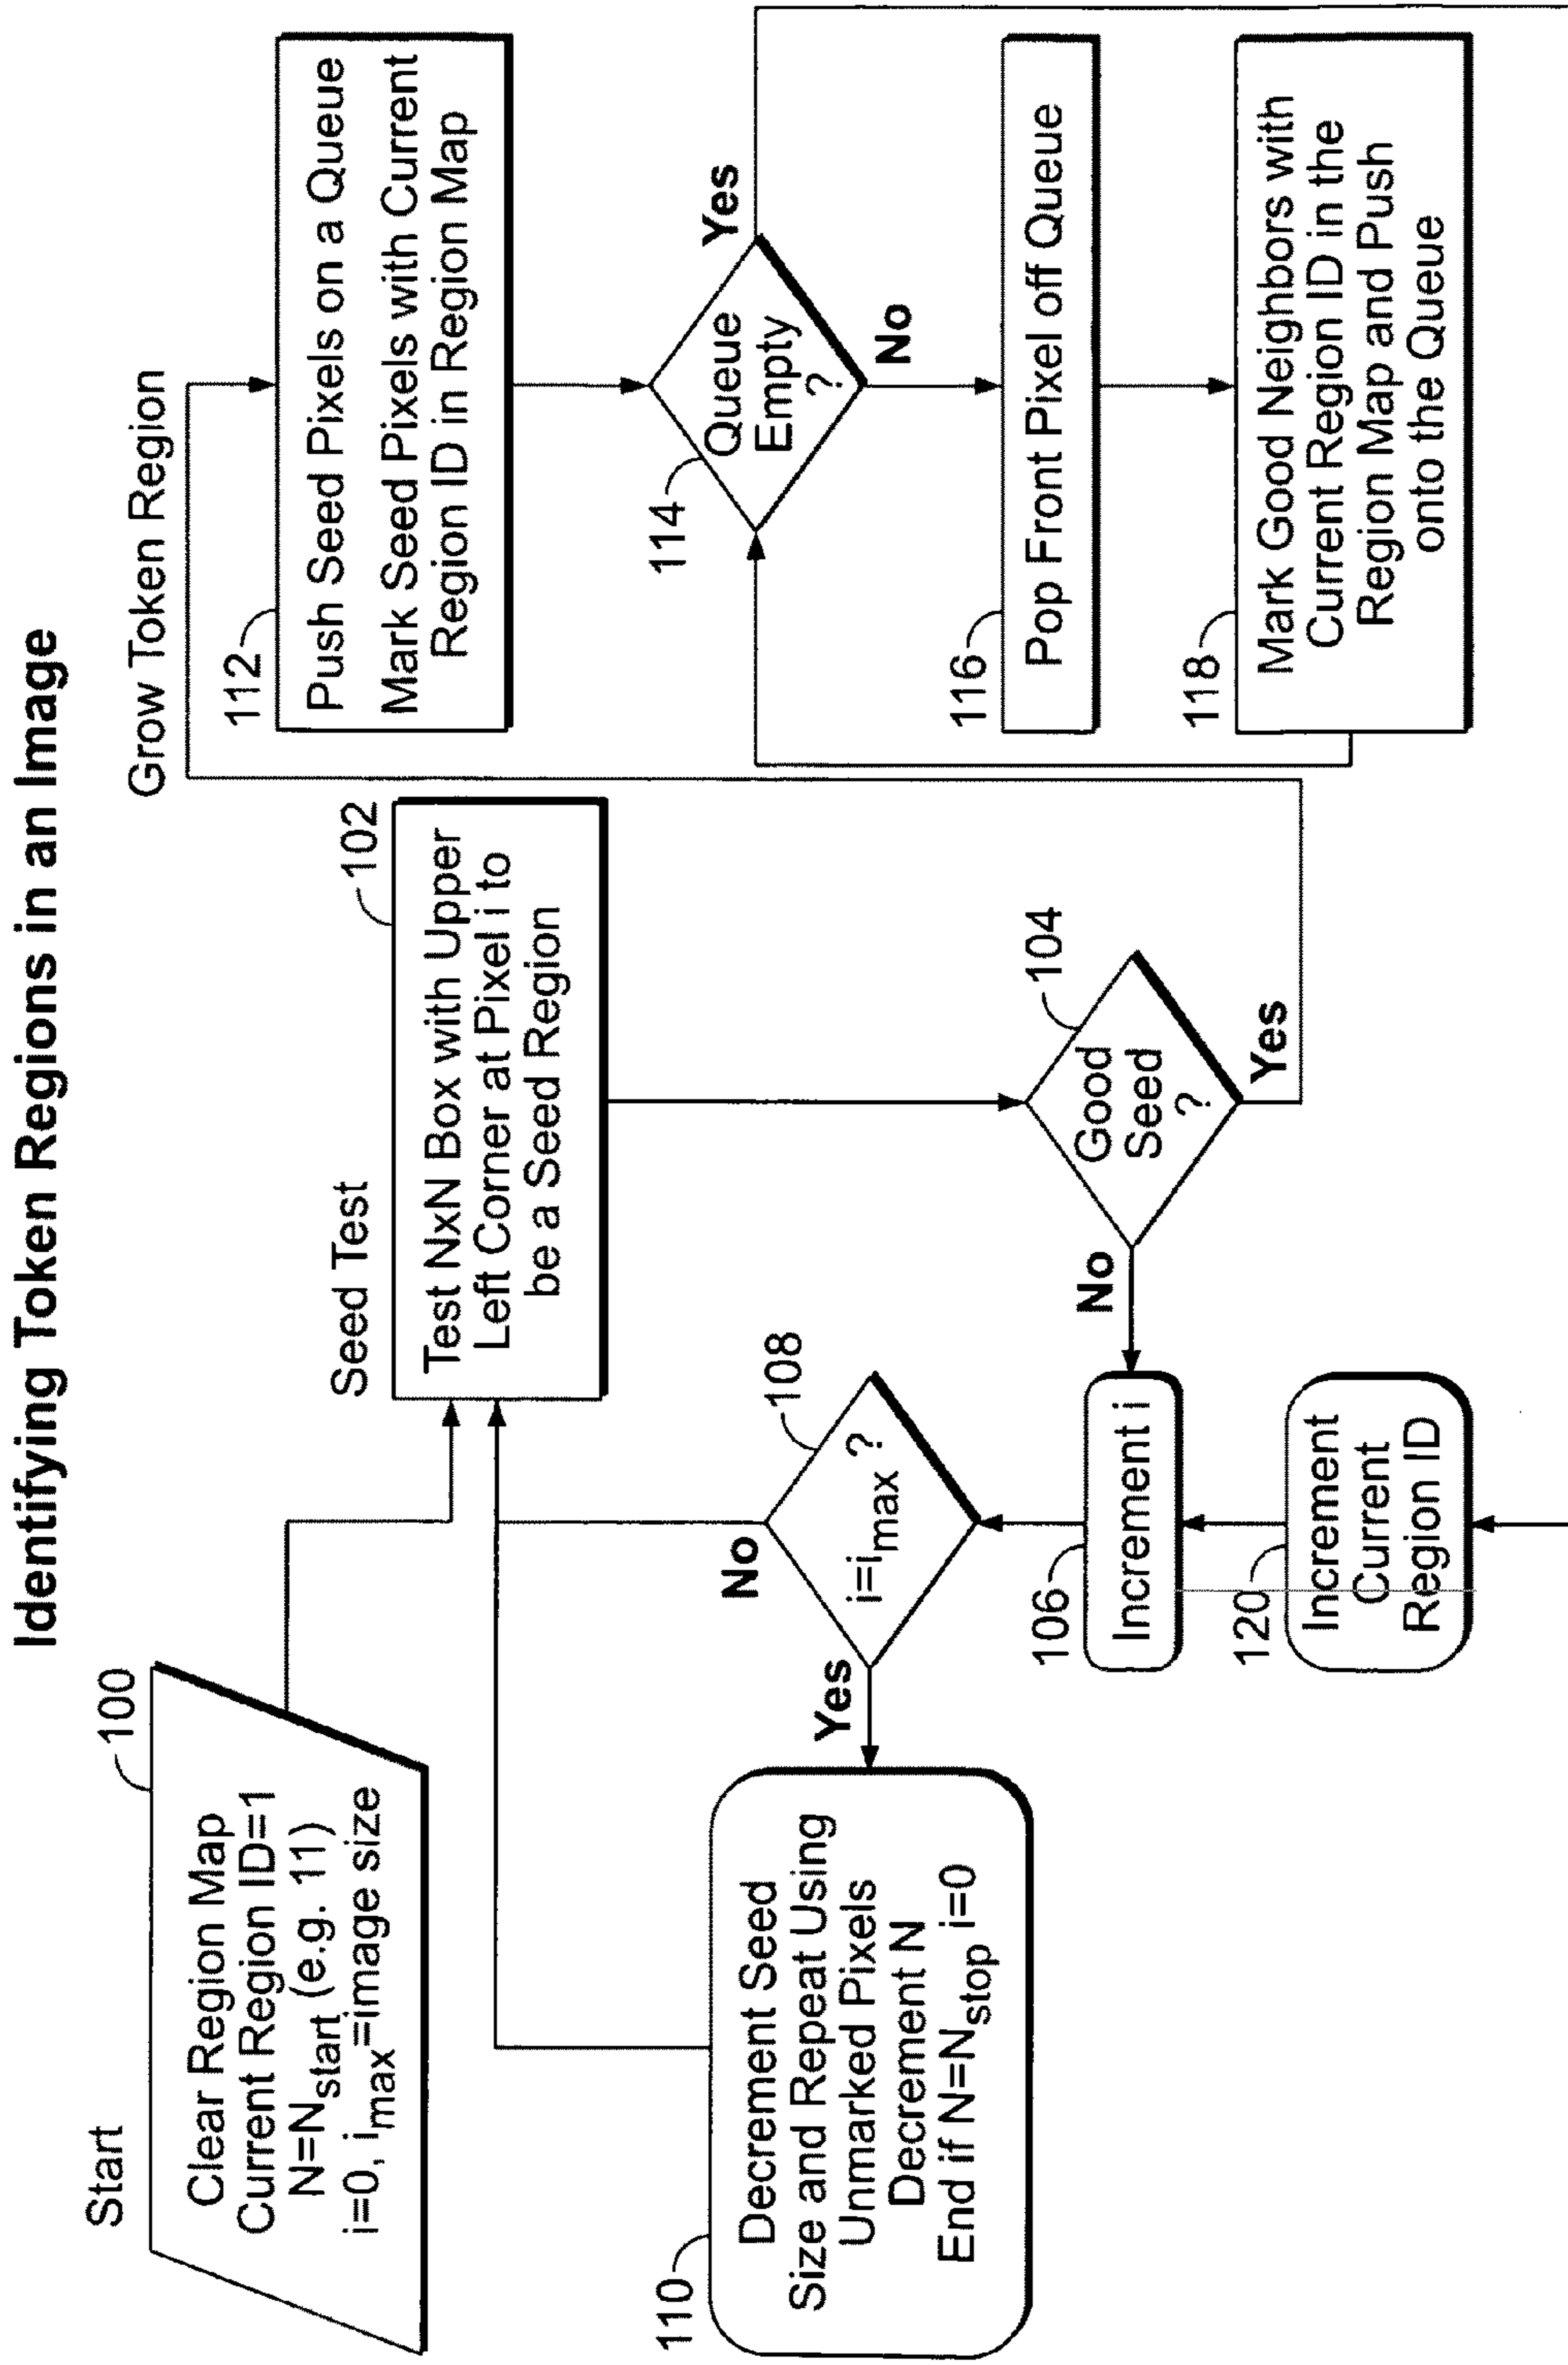 Identifying Token Regions in an Image
Start
100
Clear Region Map
Current Region ID=1
N=Nstart (e.g. 11)
i=0, imax=image size
Seed Test
102
Test NxN Box with Upper
Left Corner at Pixel i to
be a Seed Region
104
Good
Seed
?
No
Yes
106
Increment i
108
i=imax ?
No
Yes
110
Decrement Seed
Size and Repeat Using
Unmarked Pixels
Decrement N
End if N=Nstop i=0
120
Increment
Current
Region ID
Grow Token Region
112
Push Seed Pixels on a Queue
Mark Seed Pixels with Current
Region ID in Region Map
114
Queue
Empty
?
Yes
No
116
Pop Front Pixel off Queue
118
Mark Good Neighbors with
Current Region ID in the
Region Map and Push
onto the Queue